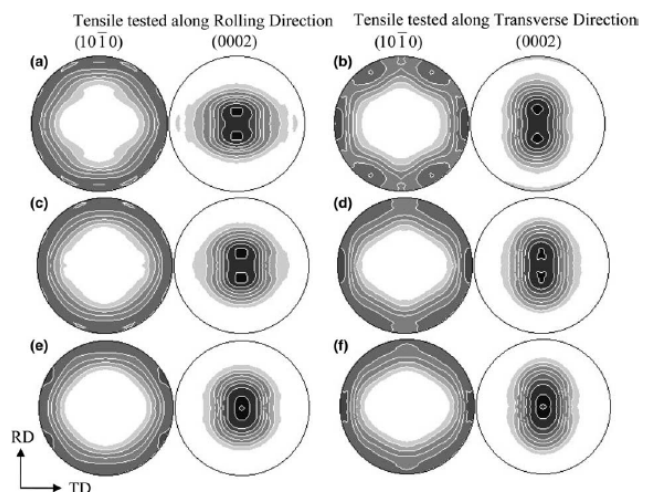 Tensile tested along Rolling Direction
Tensile tested along Transverse Direction
(101̄0) (0002) (101̄0) (0002)
(a) (b)
(c) (d)
(e) (f)
RD
TD